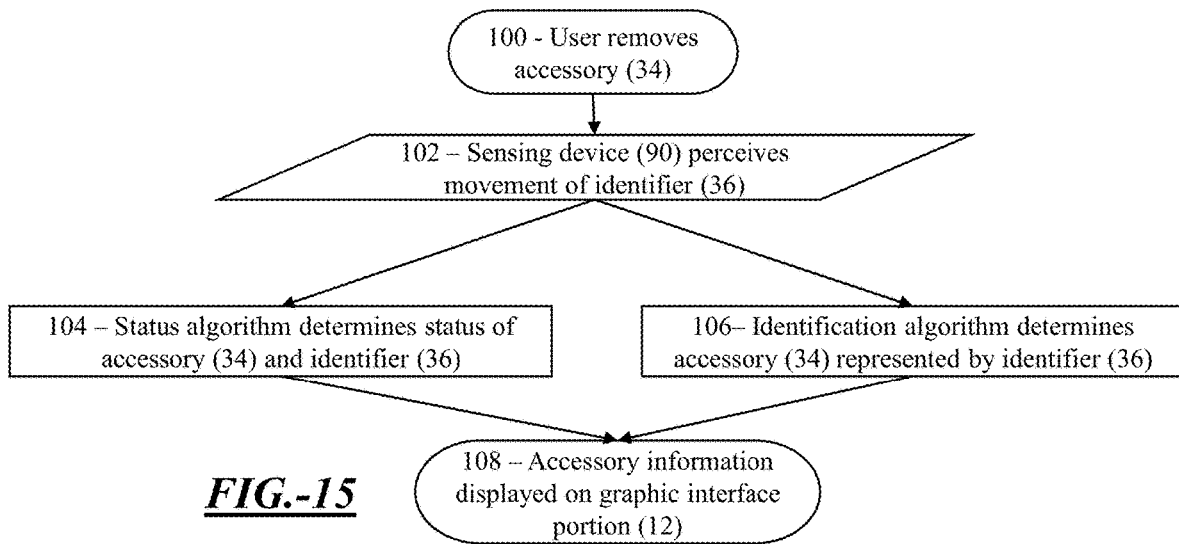 100 - User removes
accessory (34)
102 – Sensing device (90) perceives
movement of identifier (36)
104 – Status algorithm determines status of
accessory (34) and identifier (36)
106– Identification algorithm determines
accessory (34) represented by identifier (36)
108 – Accessory information
displayed on graphic interface
portion (12)
FIG.-15